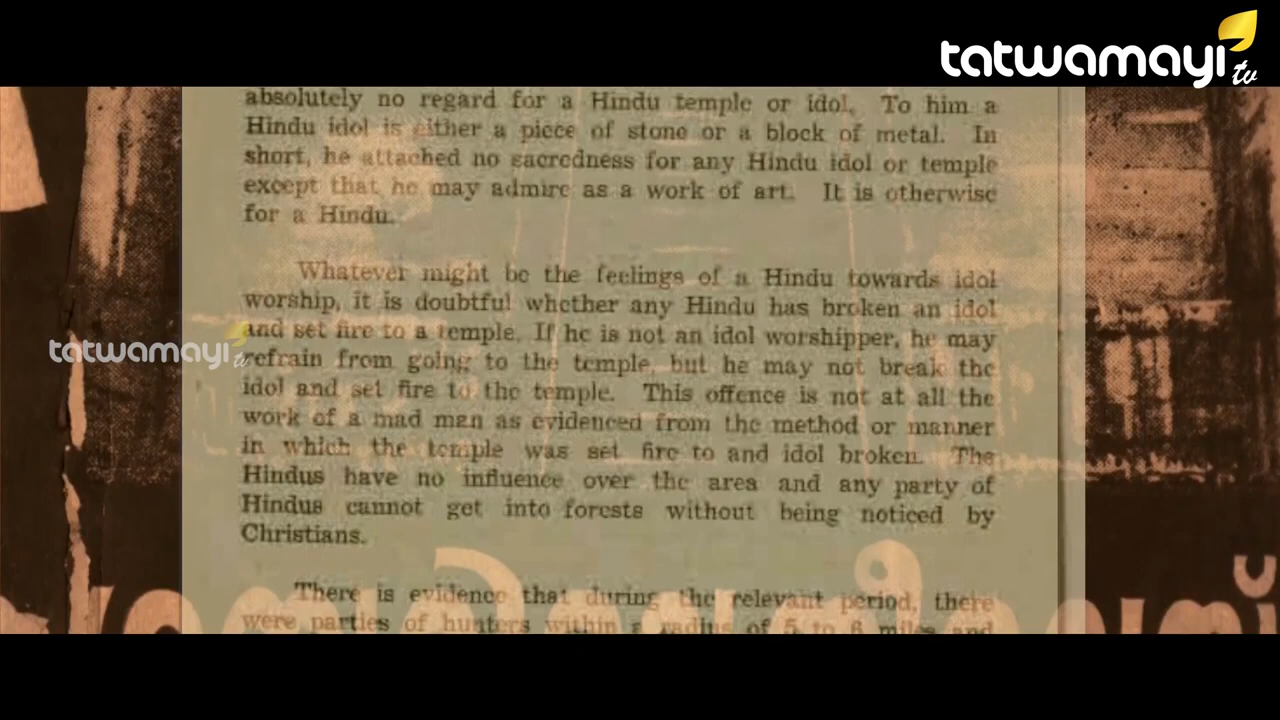 tatwamayi tv
absolutely no regard for a Hindu temple or idol. To him a
Hindu idol is either a piece of stone or a block of metal. In
short, he attached no sacredness for any Hindu idol or temple
except that he may admire as a work of art. It is otherwise
for a Hindu.
Whatever might be the feelings of a Hindu towards idol
worship, it is doubtful whether any Hindu has broken an idol
and set fire to a temple. If he is not an idol worshipper, he may
tatwamayi tv
refrain from going to the temple, but he may not break the
idol and set fire to the temple. This offence is not at all the
work of a mad man as evidenced from the method or manner
in which the temple was set fire to and idol broken. The
Hindus have no influence over the area and any party of
Hindus cannot get into forests without being noticed by
Christians.
There is evidence that during the relevant period, there
were parties of hunters within a radius of 5 to 6 miles and